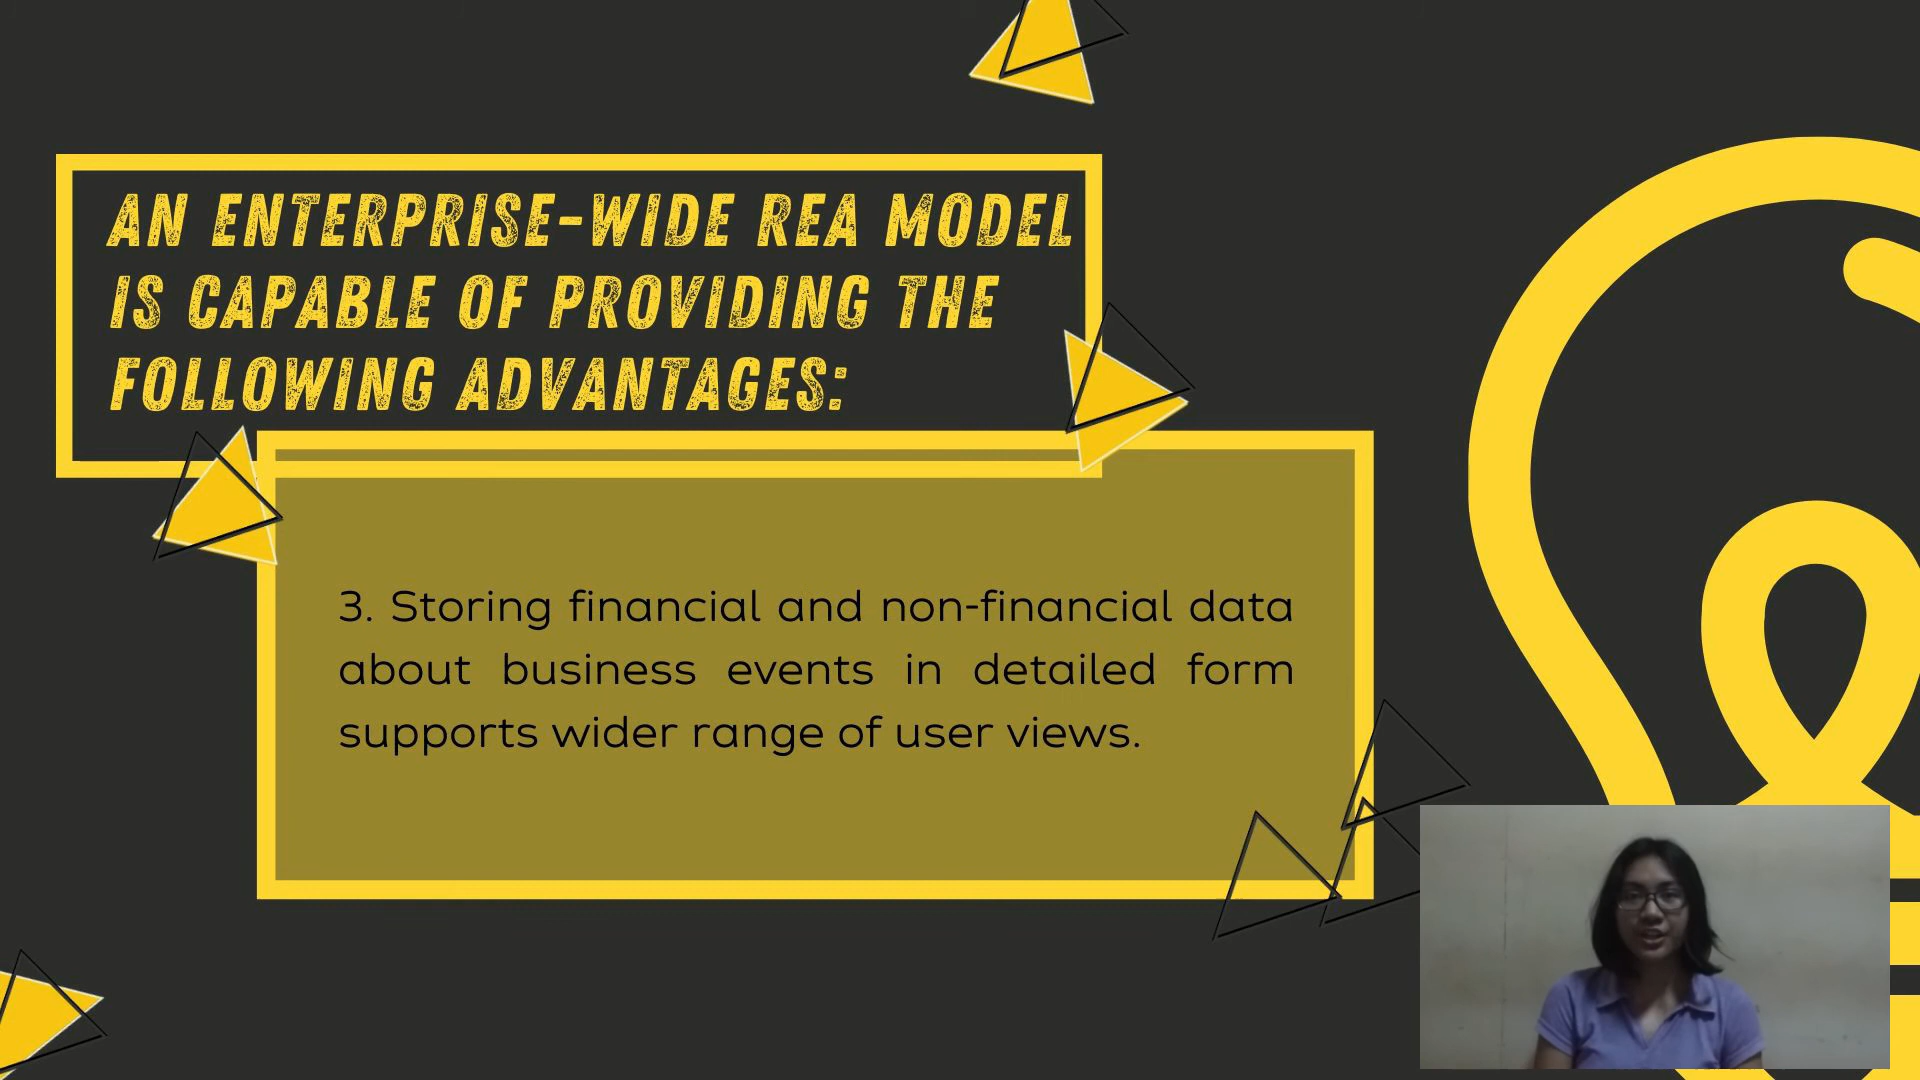 AN ENTERPRISE-WIDE REA MODEL
IS CAPABLE OF PROVIDING THE
FOLLOWING ADVANTAGES:
3. Storing financial and non-financial data
about business events in detailed form
supports wider range of user views.